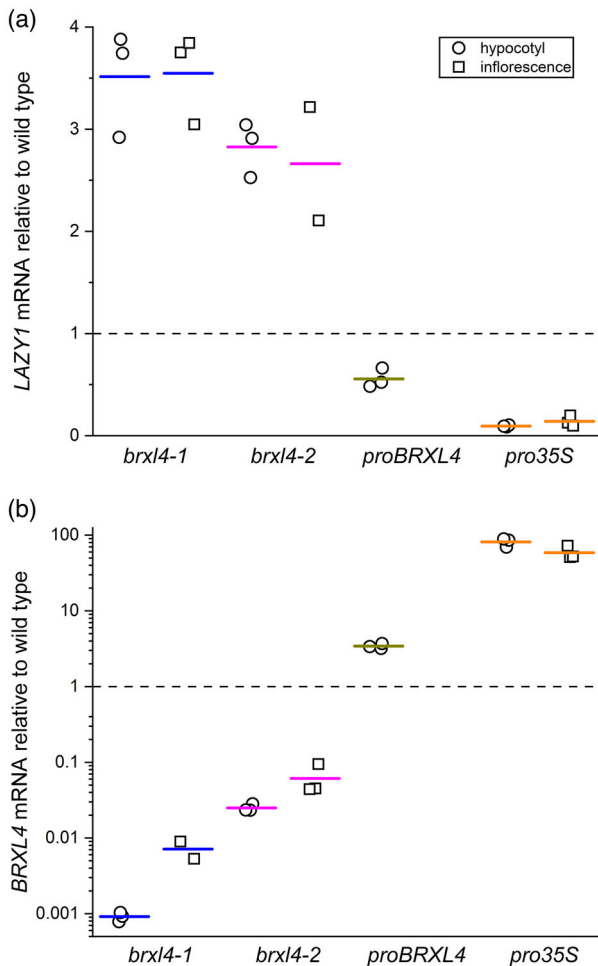 (a)
4
3
2
1
0
LAZY1 mRNA relative to wild type
hypocotyl
inflorescence
brxl4-1 brxl4-2 proBRXL4 pro35S
(b)
100
10
1
0.1
0.01
0.001
BRXL4 mRNA relative to wild type
brxl4-1 brxl4-2 proBRXL4 pro35S